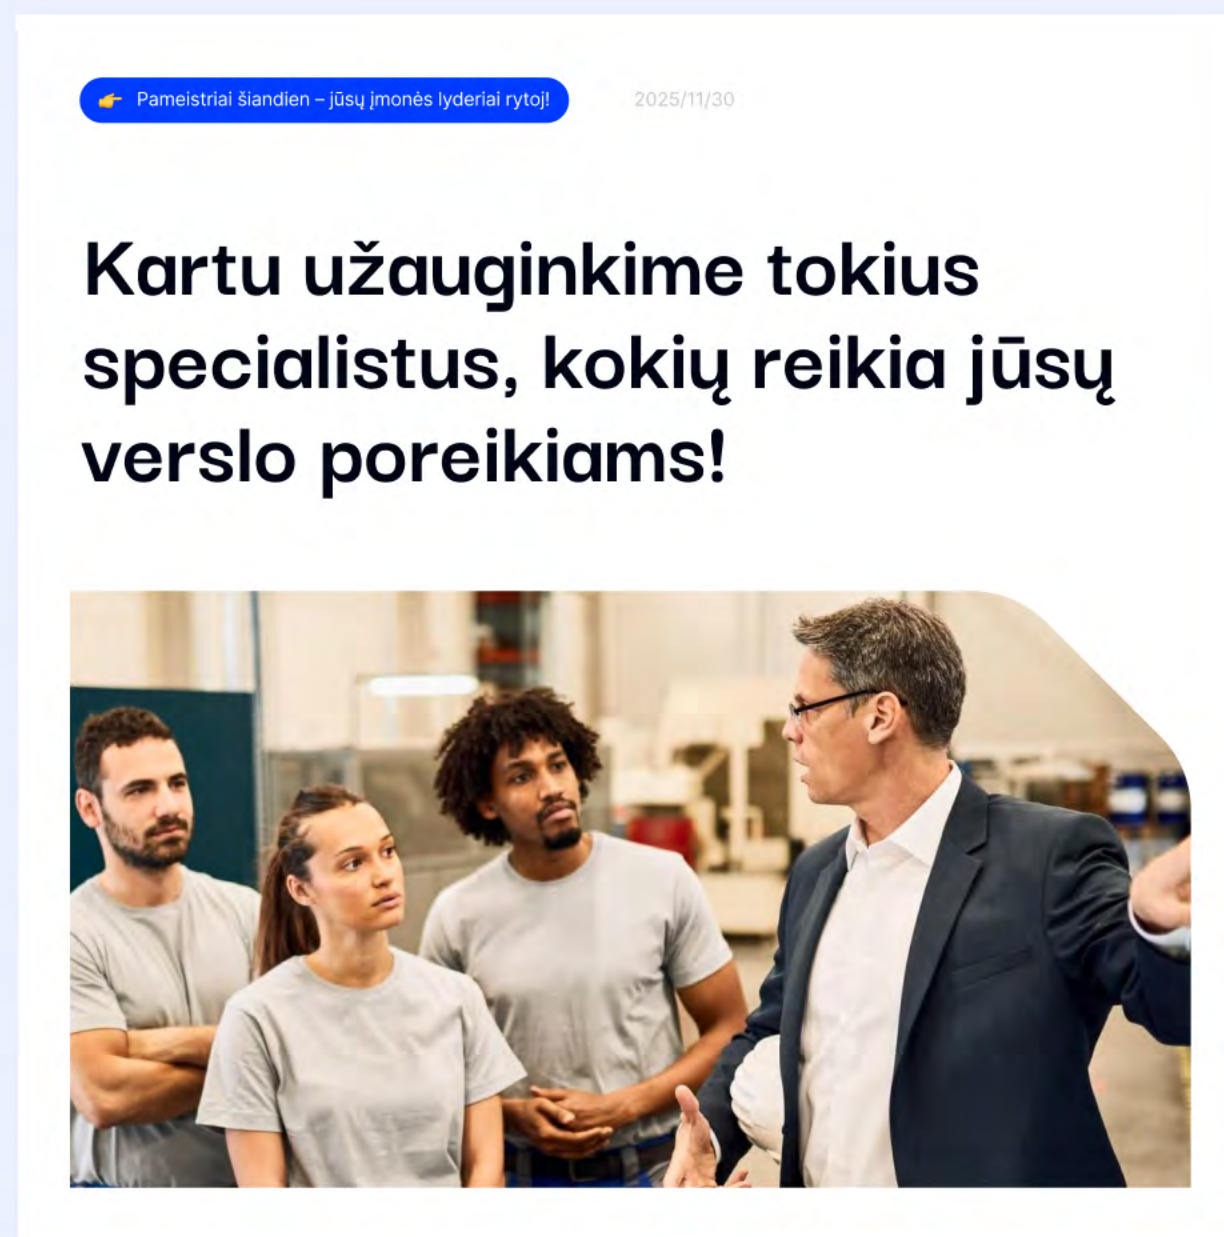 👉 Pameistriai šiandien – jūsų įmonės lyderiai rytoj!
2025/11/30
Kartu užauginkime tokius
specialistus, kokių reikia jūsų
verslo poreikiams!